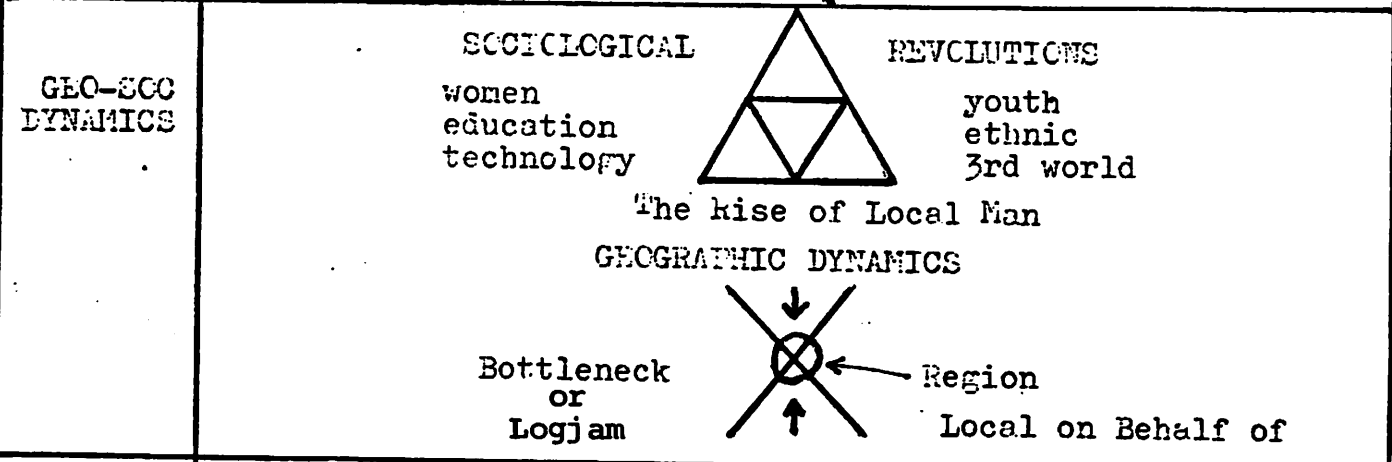 GEO-SOC
DYNAMICS
SOCIOLOGICAL
REVOLUTIONS
women
education
technology
youth
ethnic
3rd world
The Rise of Local Man
GEOGRAPHIC DYNAMICS
Bottleneck
or
Logjam
Region
Local on Behalf of